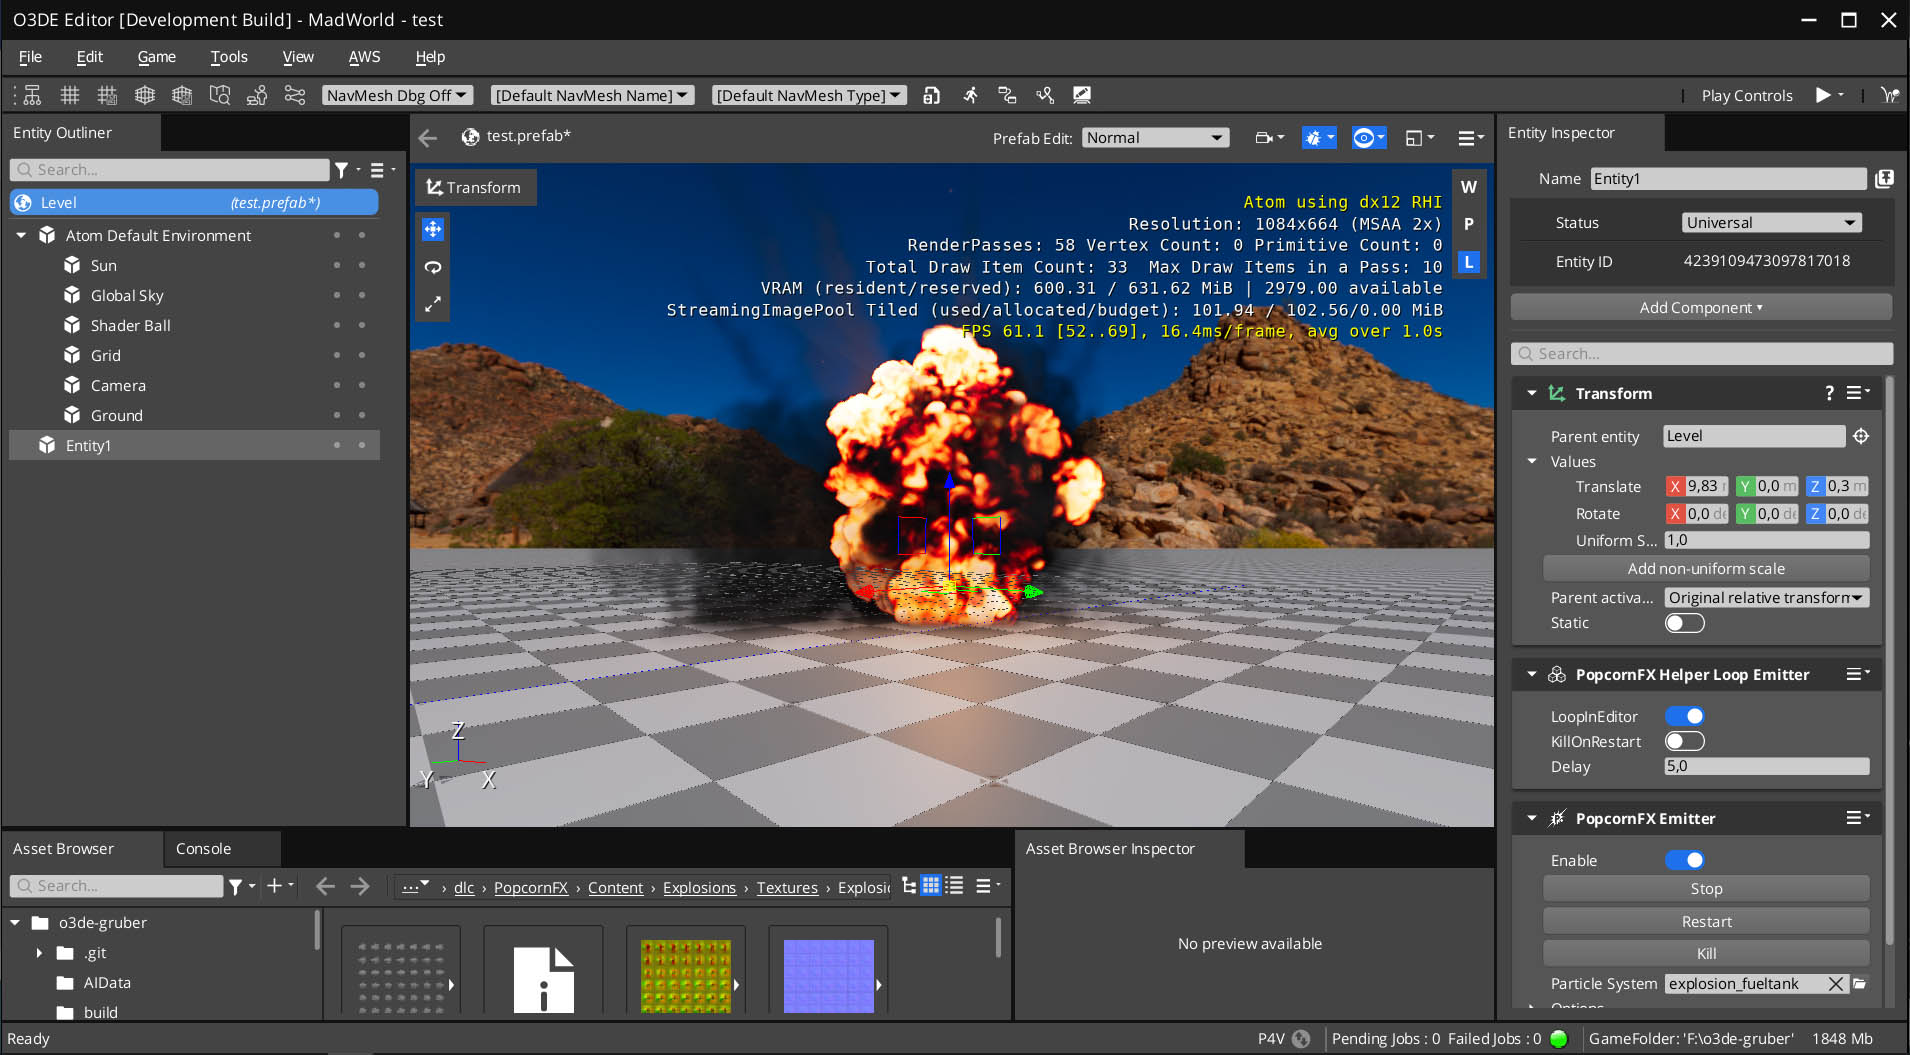 O3DE Editor [Development Build] - MadWorld - test
File Edit Game Tools View AWS Help
NavMesh Dbg Off [Default NavMesh Name] [Default NavMesh Type] Play Controls
Entity Outliner
Search...
Level (test.prefab*)
Atom Default Environment
Sun
Global Sky
Shader Ball
Grid
Camera
Ground
Entity1
test.prefab* Prefab Edit: Normal
Transform
W
P
L
Atom using dx12 RHI
Resolution: 1084x664 (MSAA 2x)
RenderPasses: 58 Vertex Count: 0 Primitive Count: 0
Total Draw Item Count: 33 Max Draw Items in a Pass: 10
VRAM (resident/reserved): 600.31 / 631.62 MiB | 2979.00 available
StreamingImagePool Tiled (used/allocated/budget): 101.94 / 102.56/0.00 MiB
FPS 61.1 [52..69], 16.4ms/frame, avg over 1.0s
Z
Y X
Entity Inspector
Name Entity1
Status Universal
Entity ID 4239109473097817018
Add Component
Search...
Transform ?
Parent entity Level
Values
Translate X 9,83 Y 0,0 m Z 0,3 m
Rotate X 0,0 de Y 0,0 de Z 0,0 de
Uniform S... 1,0
Add non-uniform scale
Parent activa... Original relative transform
Static
PopcornFX Helper Loop Emitter
LoopInEditor
KillOnRestart
Delay 5,0
PopcornFX Emitter
Enable
Stop
Restart
Kill
Particle System explosion_fueltank
Asset Browser Console
Search...
... › dlc › PopcornFX › Content › Explosions › Textures › Explosi
o3de-gruber
.git
AIData
build
Asset Browser Inspector
No preview available
Ready P4V Pending Jobs : 0 Failed Jobs : 0 GameFolder: 'F:\o3de-gruber' 1848 Mb